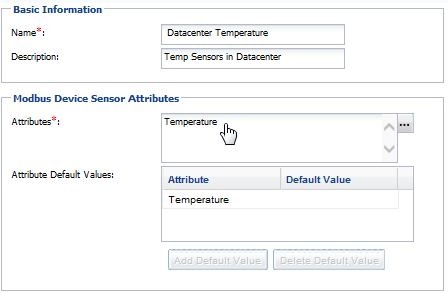 Basic Information
Name*: Datacenter Temperature
Description: Temp Sensors in Datacenter
Modbus Device Sensor Attributes
Attributes*: Temperature ...
Attribute Default Values:
Attribute Default Value
Temperature
Add Default Value Delete Default Value